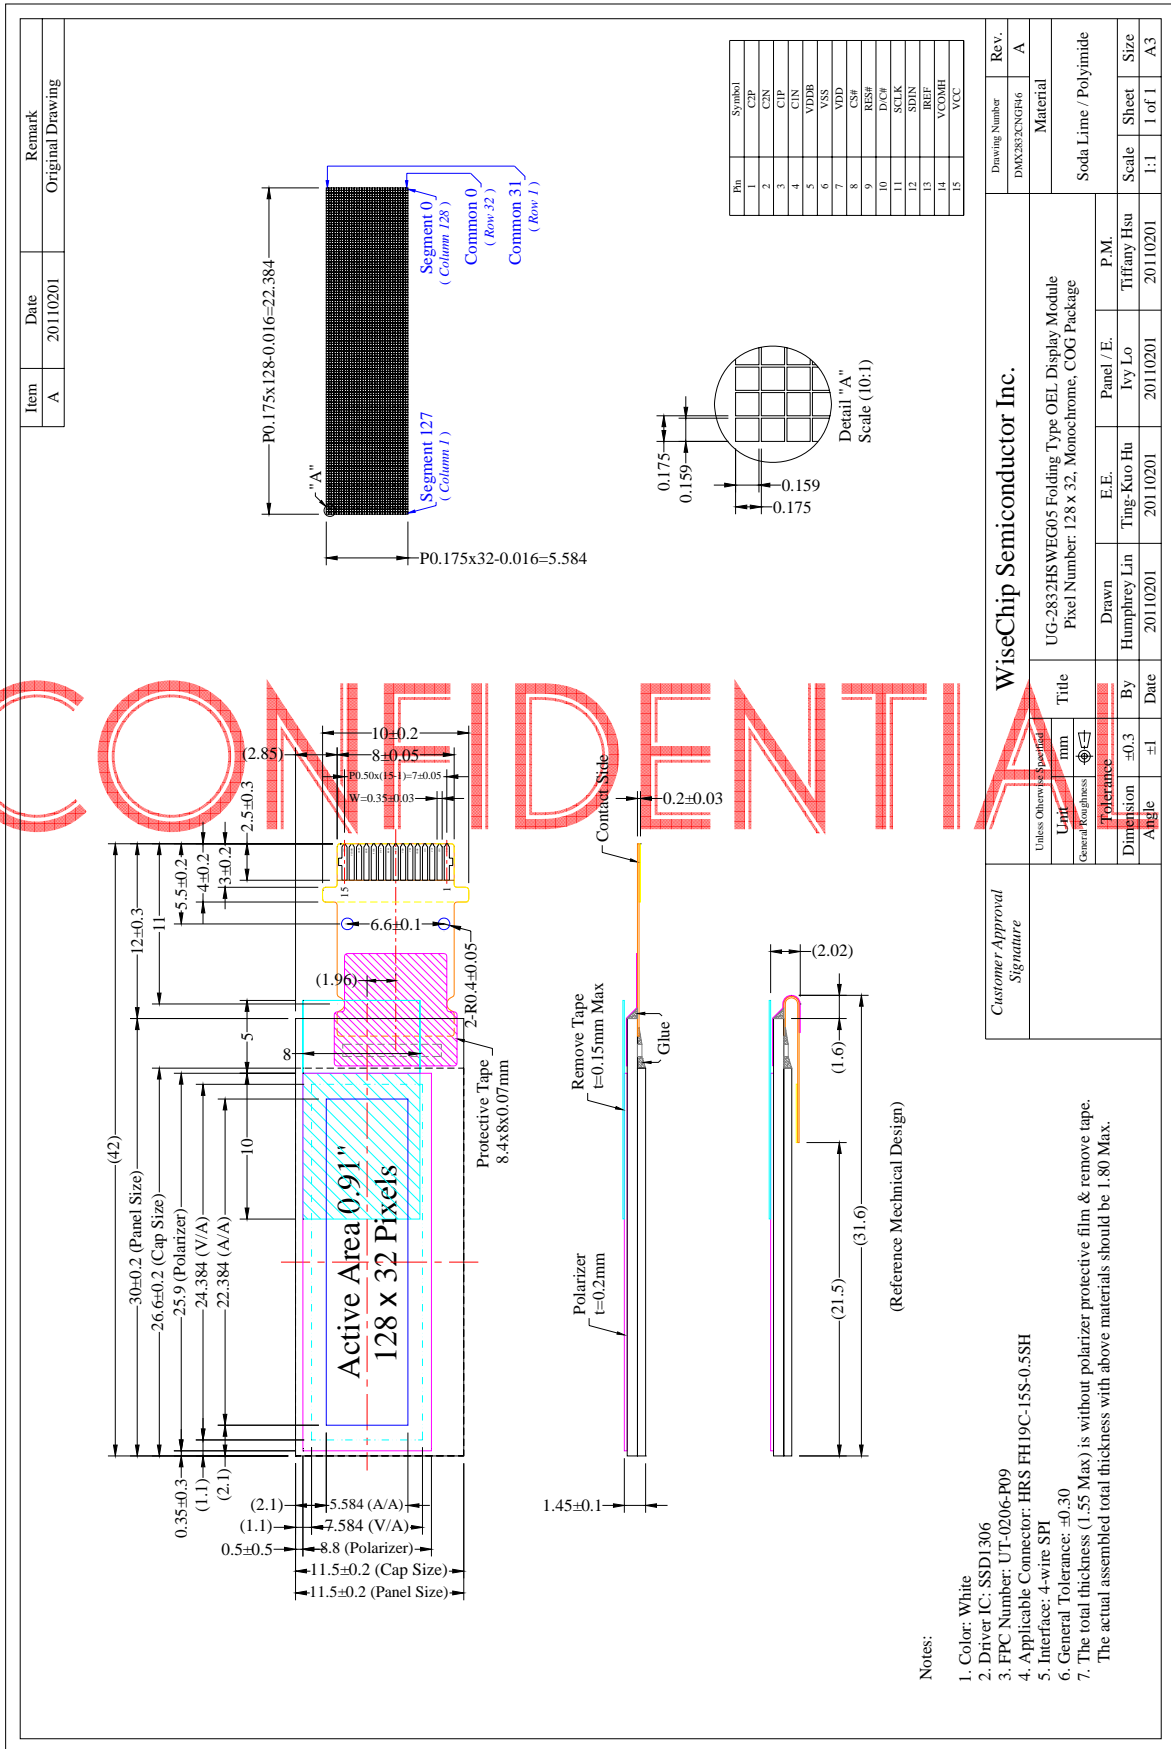 Item Date Remark
A 20110201 Original Drawing
CONFIDENTIAL
(42)
12±0.3
30±0.2 (Panel Size)
11
26.6±0.2 (Cap Size)
5.5±0.2
25.9 (Polarizer)
4±0.2
24.384 (V/A)
3±0.2
22.384 (A/A)
2.5±0.3
10
5
8
0.35±0.3
(1.1)
(2.1)
(2.1)
5.584 (A/A)
(1.1)
7.584 (V/A)
0.5±0.5
8.8 (Polarizer)
11.5±0.2 (Cap Size)
11.5±0.2 (Panel Size)
Active Area 0.91"
128 x 32 Pixels
(2.85)
10±0.2
8±0.05
P0.50x(15-1)=7±0.05
W=0.35±0.03
15
1
6.6±0.1
(1.96)
2-R0.4±0.05
Protective Tape
8.4x8x0.07mm
P0.175x128-0.016=22.384
"A"
P0.175x32-0.016=5.584
Segment 127
( Column 1 )
Segment 0
( Column 128 )
Common 0
( Row 32 )
Common 31
( Row 1 )
Contact Side
0.2±0.03
Remove Tape
t=0.15mm Max
Glue
Polarizer
t=0.2mm
1.45±0.1
0.175
0.159
0.159
0.175
Detail "A"
Scale (10:1)
(2.02)
(1.6)
(21.5)
(31.6)
(Reference Mechanical Design)
Pin Symbol
1 C2P
2 C2N
3 C1P
4 C1N
5 VDDB
6 VSS
7 VDD
8 CS#
9 RES#
10 D/C#
11 SCLK
12 SDIN
13 IREF
14 VCOMH
15 VCC
Notes:
1. Color: White
2. Driver IC: SSD1306
3. FPC Number: UT-0206-P09
4. Applicable Connector: HRS FH19C-15S-0.5SH
5. Interface: 4-wire SPI
6. General Tolerance: ±0.30
7. The total thickness (1.55 Max) is without polarizer protective film & remove tape.
The actual assembled total thickness with above materials should be 1.80 Max.
Customer Approval
Signature
WiseChip Semiconductor Inc.
Drawing Number Rev.
DMX2832CNGF46 A
Unless Otherwise Specified
Unit mm
General Roughness
Tolerance
Dimension ±0.3
Angle ±1
Title
UG-2832HSWEG05 Folding Type OEL Display Module
Pixel Number: 128 x 32, Monochrome, COG Package
Material
Soda Lime / Polyimide
Drawn E.E. Panel / E. P.M.
By Humphrey Lin Ting-Kuo Hu Ivy Lo Tiffany Hsu
Date 20110201 20110201 20110201 20110201
Scale Sheet Size
1:1 1 of 1 A3